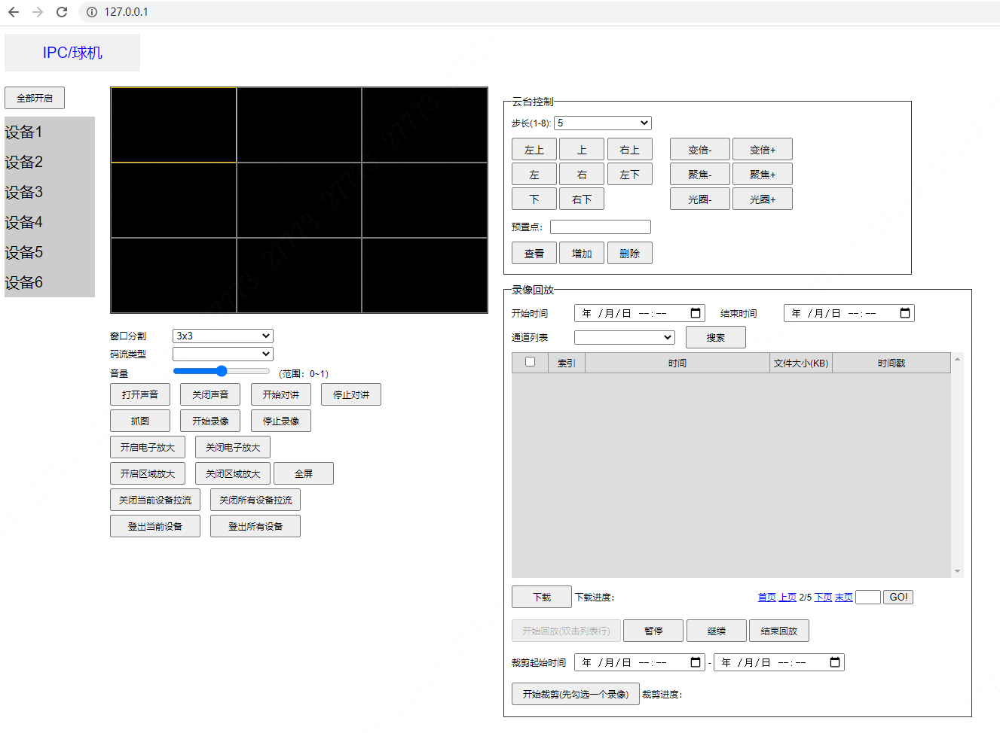 127.0.0.1
IPC/球机
全部开启
设备1
设备2
设备3
设备4
设备5
设备6
窗口分割 3x3
码流类型
音量 (范围：0~1)
打开声音 关闭声音 开始对讲 停止对讲
抓图 开始录像 停止录像
开启电子放大 关闭电子放大
开启区域放大 关闭区域放大 全屏
关闭当前设备拉流 关闭所有设备拉流
登出当前设备 登出所有设备
云台控制
步长(1-8): 5
左上 上 右上 变倍- 变倍+
左 右 左下 聚焦- 聚焦+
下 右下 光圈- 光圈+
预置点：
查看 增加 删除
录像回放
开始时间 年 /月/日 --:-- 结束时间 年 /月/日 --:--
通道列表 搜索
索引 时间 文件大小(KB) 时间戳
下载 下载进度： 首页 上页 2/5 下页 末页 GO!
开始回放(双击列表行) 暂停 继续 结束回放
裁剪起始时间 年 /月/日 --:-- - 年 /月/日 --:--
开始裁剪(先勾选一个录像) 裁剪进度：
27773 27773 27773 27773